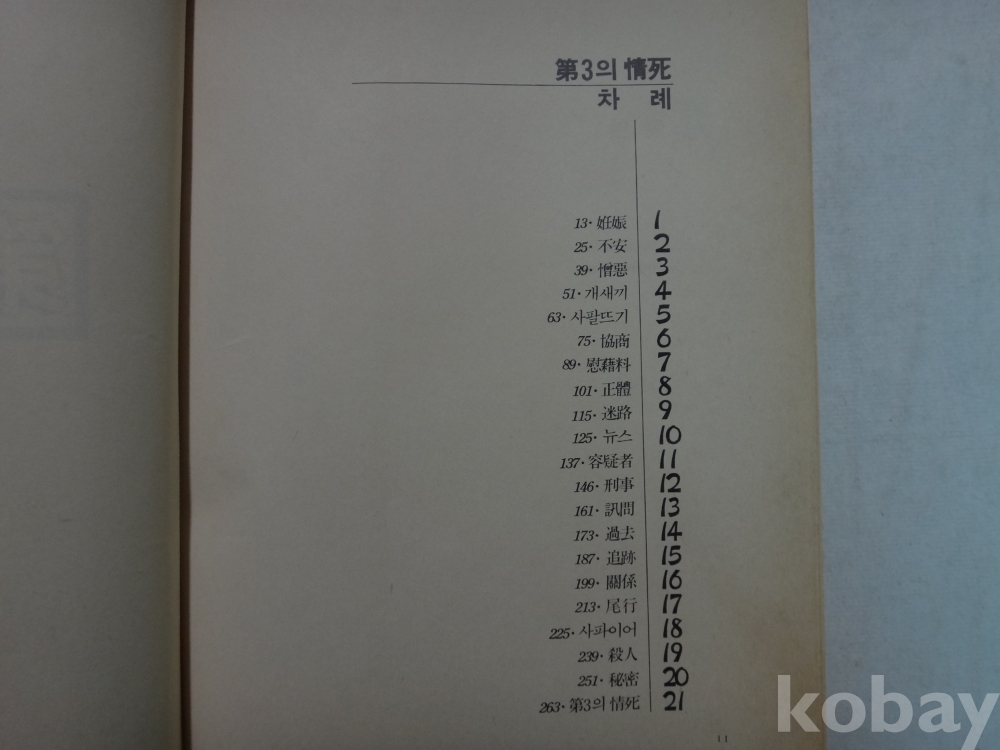 第3의 情死
차 례
13· 妊娠 1
25· 不安 2
39· 憎惡 3
51· 개새끼 4
63· 사팔뜨기 5
75· 協商 6
89· 慰藉料 7
101· 正體 8
115· 迷路 9
125· 뉴스 10
137· 容疑者 11
146· 刑事 12
161· 訊問 13
173· 過去 14
187· 追跡 15
199· 關係 16
213· 尾行 17
225· 사파이어 18
239· 殺人 19
251· 秘密 20
263· 第3의 情死 21
11
kobay